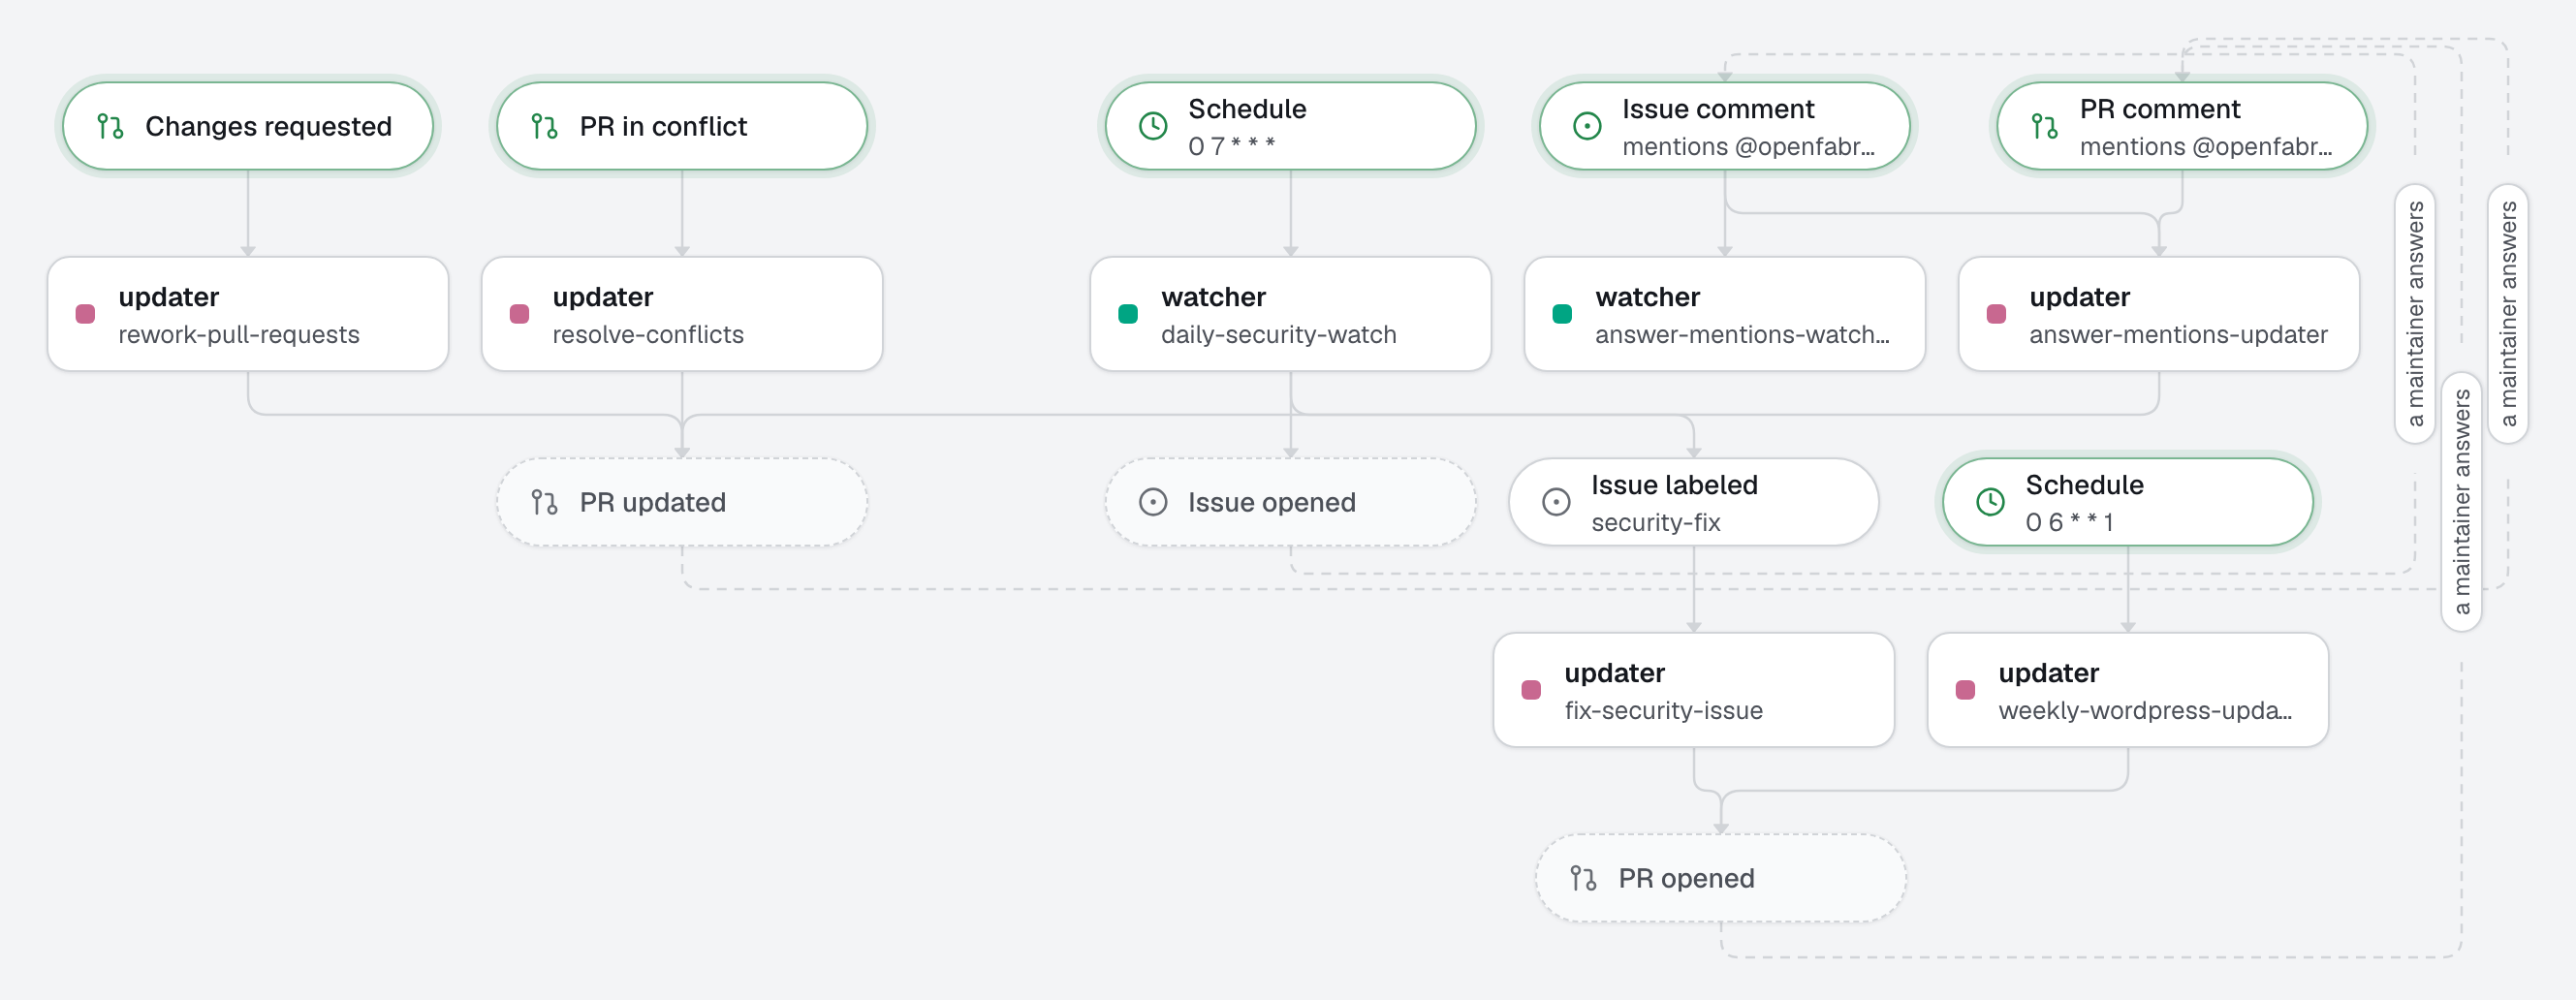 Changes requested
PR in conflict
Schedule
0 7 * * *
Issue comment
mentions @openfabr...
PR comment
mentions @openfabr...
updater
rework-pull-requests
updater
resolve-conflicts
watcher
daily-security-watch
watcher
answer-mentions-watch...
updater
answer-mentions-updater
a maintainer answers
a maintainer answers
a maintainer answers
PR updated
Issue opened
Issue labeled
security-fix
Schedule
0 6 * * 1
updater
fix-security-issue
updater
weekly-wordpress-upda...
PR opened